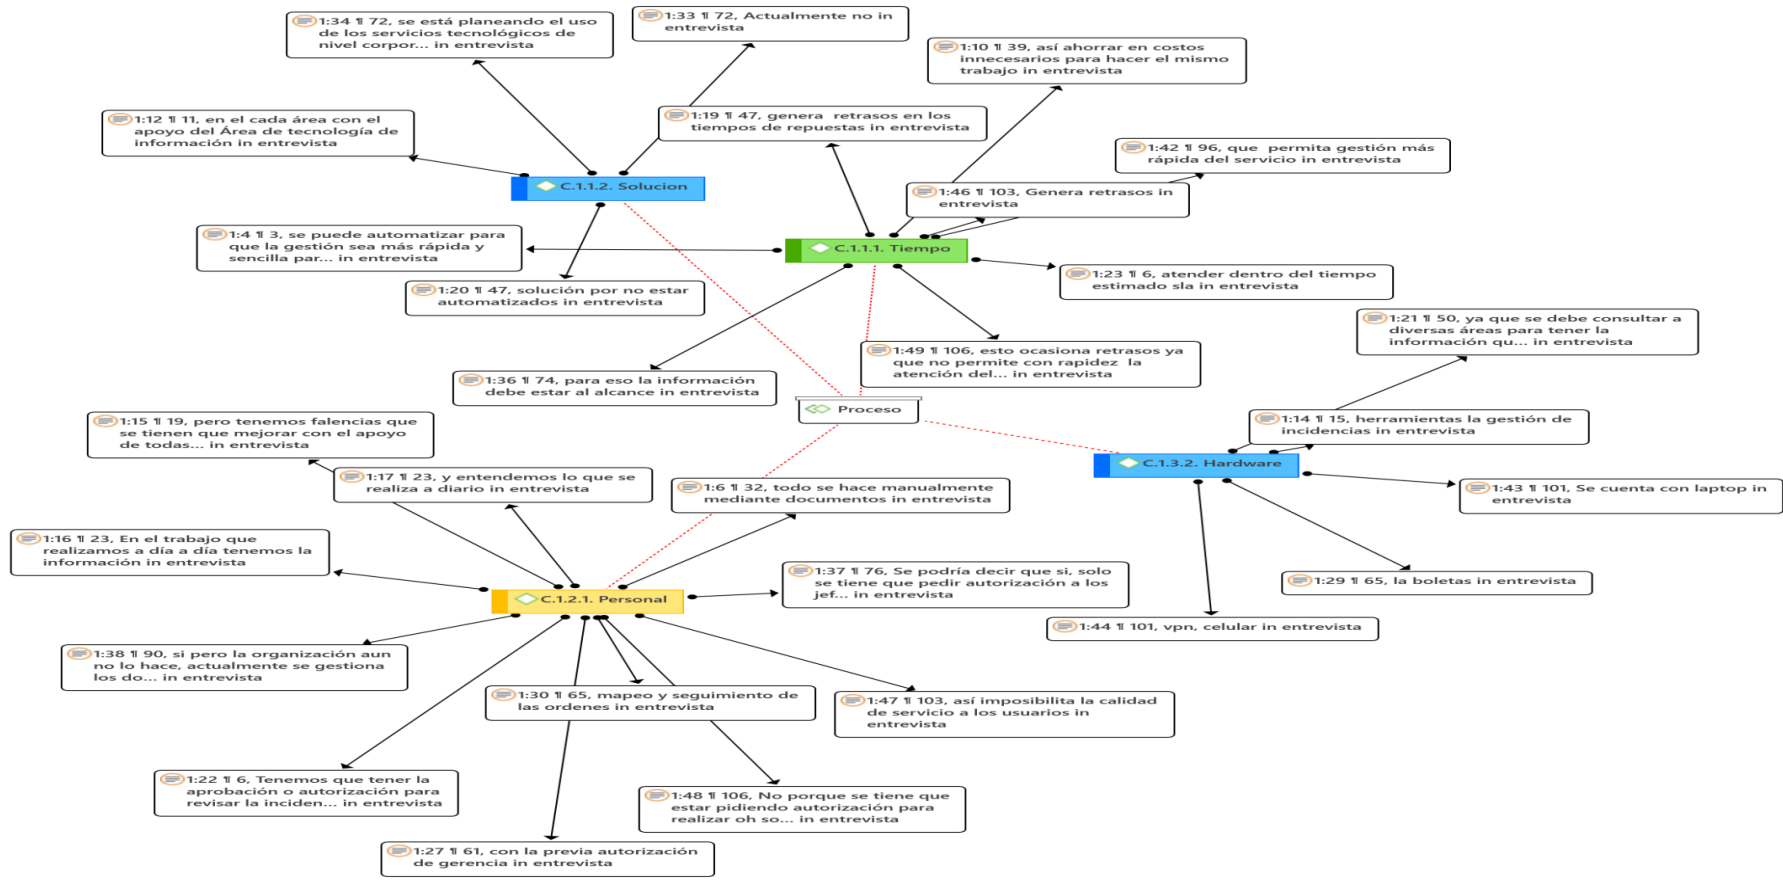 1:34 ¶ 72, se está planeando el uso
de los servicios tecnológicos de
nivel corpor... in entrevista
1:33 ¶ 72, Actualmente no in
entrevista
1:10 ¶ 39, así ahorrar en costos
innecesarios para hacer el mismo
trabajo in entrevista
1:12 ¶ 11, en el cada área con el
apoyo del Área de tecnología de
información in entrevista
1:19 ¶ 47, genera retrasos en los
tiempos de repuestas in entrevista
1:42 ¶ 96, que permita gestión más
rápida del servicio in entrevista
C.1.1.2. Solucion
1:46 ¶ 103, Genera retrasos in
entrevista
1:4 ¶ 3, se puede automatizar para
que la gestión sea más rápida y
sencilla par... in entrevista
C.1.1.1. Tiempo
1:23 ¶ 6, atender dentro del tiempo
estimado sla in entrevista
1:20 ¶ 47, solución por no estar
automatizados in entrevista
1:21 ¶ 50, ya que se debe consultar a
diversas áreas para tener la
información qu... in entrevista
1:49 ¶ 106, esto ocasiona retrasos ya
que no permite con rapidez la
atención del... in entrevista
1:36 ¶ 74, para eso la información
debe estar al alcance in entrevista
Proceso
1:15 ¶ 19, pero tenemos falencias que
se tienen que mejorar con el apoyo
de todas... in entrevista
1:14 ¶ 15, herramientas la gestión de
incidencias in entrevista
C.1.3.2. Hardware
1:17 ¶ 23, y entendemos lo que se
realiza a diario in entrevista
1:6 ¶ 32, todo se hace manualmente
mediante documentos in entrevista
1:43 ¶ 101, Se cuenta con laptop in
entrevista
1:16 ¶ 23, En el trabajo que
realizamos a día a día tenemos la
información in entrevista
1:37 ¶ 76, Se podría decir que si, solo
se tiene que pedir autorización a los
jef... in entrevista
1:29 ¶ 65, la boletas in entrevista
C.1.2.1. Personal
1:44 ¶ 101, vpn, celular in entrevista
1:38 ¶ 90, si pero la organización aun
no lo hace, actualmente se gestiona
los do... in entrevista
1:30 ¶ 65, mapeo y seguimiento de
las ordenes in entrevista
1:47 ¶ 103, así imposibilita la calidad
de servicio a los usuarios in
entrevista
1:22 ¶ 6, Tenemos que tener la
aprobación o autorización para
revisar la inciden... in entrevista
1:48 ¶ 106, No porque se tiene que
estar pidiendo autorización para
realizar oh so... in entrevista
1:27 ¶ 61, con la previa autorización
de gerencia in entrevista